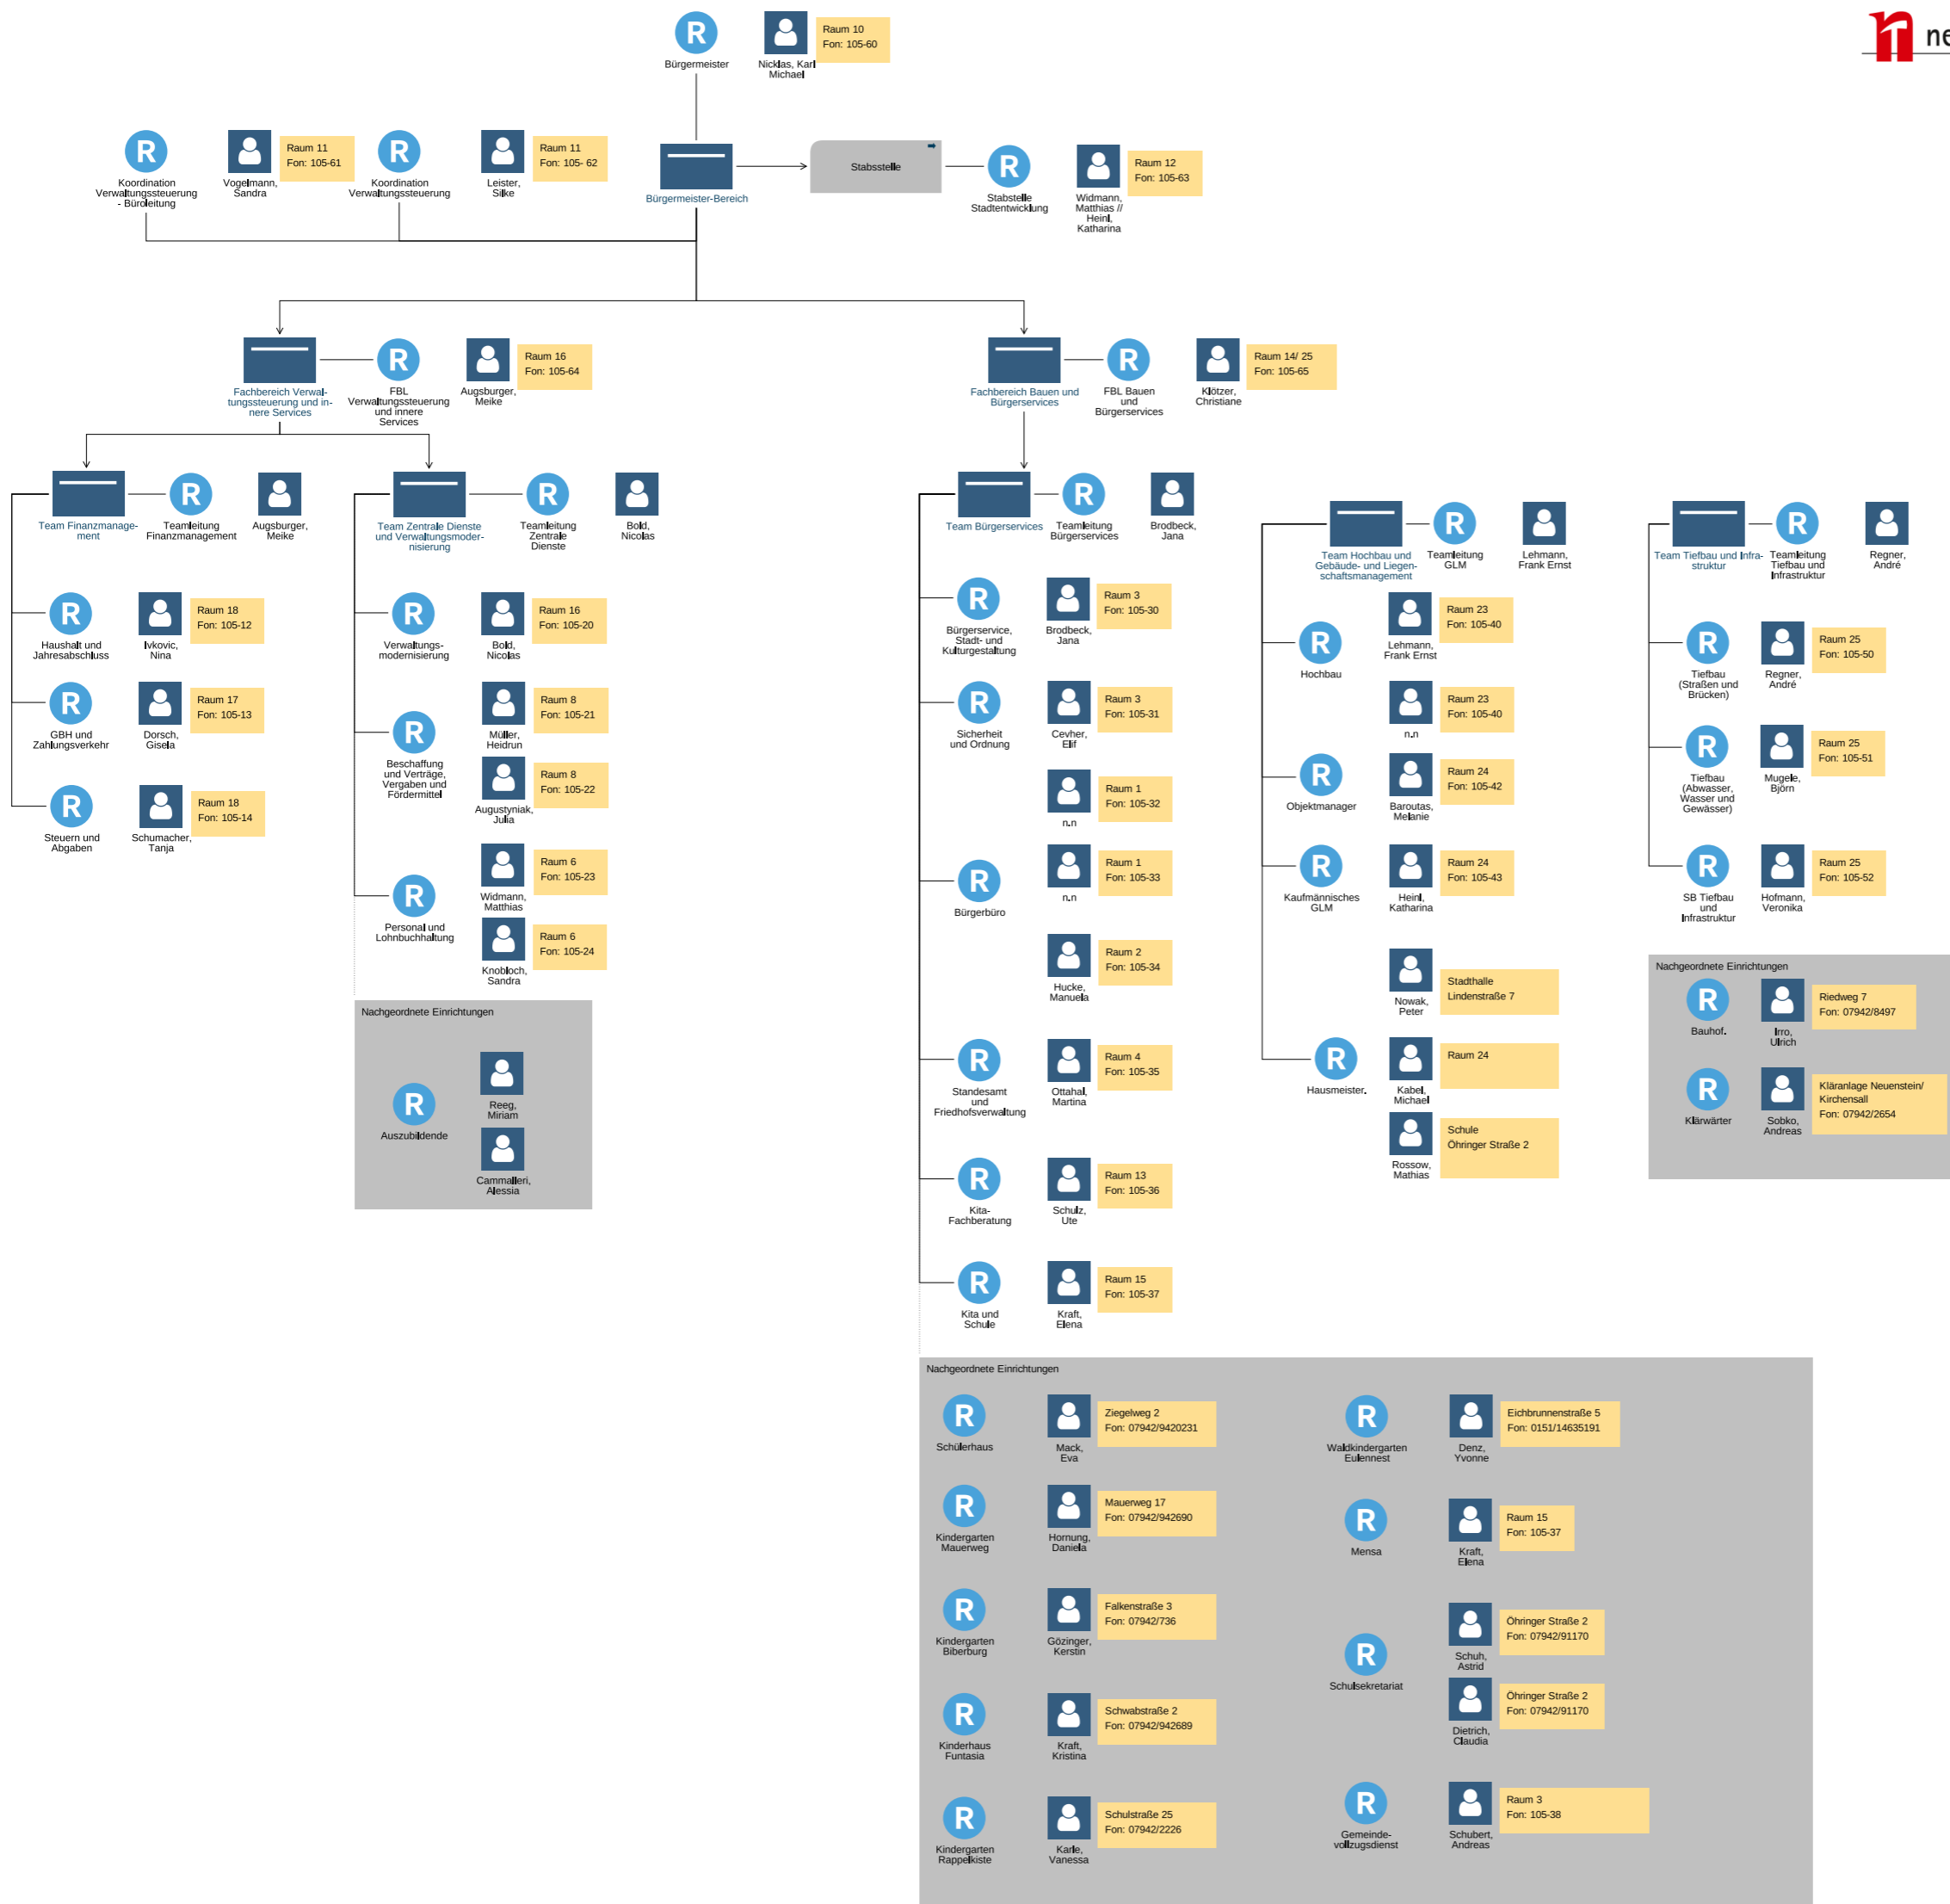 Bürgermeister
Nicklas, Karl
Michael
Raum 10
Fon: 105-60
Koordination
Verwaltungssteuerung
- Büroleitung
Vogelmann,
Sandra
Raum 11
Fon: 105-61
Koordination
Verwaltungssteuerung
Leister,
Silke
Raum 11
Fon: 105- 62
Bürgermeister-Bereich
Stabsstelle
Stabstelle
Stadtentwicklung
Widmann,
Matthias //
Heinl,
Katharina
Raum 12
Fon: 105-63
Fachbereich Verwal-
tungssteuerung und in-
nere Services
FBL
Verwaltungssteuerung
und innere
Services
Augsburger,
Meike
Raum 16
Fon: 105-64
Fachbereich Bauen und
Bürgerservices
FBL Bauen
und
Bürgerservices
Klötzer,
Christiane
Raum 14/ 25
Fon: 105-65
Team Finanzmanage-
ment
Teamleitung
Finanzmanagement
Augsburger,
Meike
Haushalt und
Jahresabschluss
Ivkovic,
Nina
Raum 18
Fon: 105-12
GBH und
Zahlungsverkehr
Dorsch,
Gisela
Raum 17
Fon: 105-13
Steuern und
Abgaben
Schumacher,
Tanja
Raum 18
Fon: 105-14
Team Zentrale Dienste
und Verwaltungsmoder-
nisierung
Teamleitung
Zentrale
Dienste
Bold,
Nicolas
Verwaltungs-
modernisierung
Bold,
Nicolas
Raum 16
Fon: 105-20
Beschaffung
und Verträge,
Vergaben und
Fördermittel
Müller,
Heidrun
Raum 8
Fon: 105-21
Augustyniak,
Julia
Raum 8
Fon: 105-22
Personal und
Lohnbuchhaltung
Widmann,
Matthias
Raum 6
Fon: 105-23
Knobloch,
Sandra
Raum 6
Fon: 105-24
Nachgeordnete Einrichtungen
Auszubildende
Reeg,
Miriam
Cammalleri,
Alessia
Team Bürgerservices
Teamleitung
Bürgerservices
Brodbeck,
Jana
Bürgerservice,
Stadt- und
Kulturgestaltung
Brodbeck,
Jana
Raum 3
Fon: 105-30
Sicherheit
und Ordnung
Cevher,
Elif
Raum 3
Fon: 105-31
n.n
Raum 1
Fon: 105-32
Bürgerbüro
n.n
Raum 1
Fon: 105-33
Hucke,
Manuela
Raum 2
Fon: 105-34
Standesamt
und
Friedhofsverwaltung
Ottahal,
Martina
Raum 4
Fon: 105-35
Kita-
Fachberatung
Schulz,
Ute
Raum 13
Fon: 105-36
Kita und
Schule
Kraft,
Elena
Raum 15
Fon: 105-37
Team Hochbau und
Gebäude- und Liegen-
schaftsmanagement
Teamleitung
GLM
Lehmann,
Frank Ernst
Hochbau
Lehmann,
Frank Ernst
Raum 23
Fon: 105-40
n.n
Raum 23
Fon: 105-40
Objektmanager
Baroutas,
Melanie
Raum 24
Fon: 105-42
Kaufmännisches
GLM
Heinl,
Katharina
Raum 24
Fon: 105-43
Hausmeister.
Nowak,
Peter
Stadthalle
Lindenstraße 7
Kabel,
Michael
Raum 24
Rossow,
Mathias
Schule
Öhringer Straße 2
Team Tiefbau und Infra-
struktur
Teamleitung
Tiefbau und
Infrastruktur
Regner,
André
Tiefbau
(Straßen und
Brücken)
Regner,
André
Raum 25
Fon: 105-50
Tiefbau
(Abwasser,
Wasser und
Gewässer)
Mugele,
Björn
Raum 25
Fon: 105-51
SB Tiefbau
und
Infrastruktur
Hofmann,
Veronika
Raum 25
Fon: 105-52
Nachgeordnete Einrichtungen
Bauhof.
Irro,
Ulrich
Riedweg 7
Fon: 07942/8497
Klärwärter
Sobko,
Andreas
Kläranlage Neuenstein/
Kirchensall
Fon: 07942/2654
Nachgeordnete Einrichtungen
Schülerhaus
Mack,
Eva
Ziegelweg 2
Fon: 07942/9420231
Kindergarten
Mauerweg
Hornung,
Daniela
Mauerweg 17
Fon: 07942/942690
Kindergarten
Biberburg
Gözinger,
Kerstin
Falkenstraße 3
Fon: 07942/736
Kinderhaus
Funtasia
Kraft,
Kristina
Schwabstraße 2
Fon: 07942/942689
Kindergarten
Rappelkiste
Karle,
Vanessa
Schulstraße 25
Fon: 07942/2226
Waldkindergarten
Eulennest
Denz,
Yvonne
Eichbrunnenstraße 5
Fon: 0151/14635191
Mensa
Kraft,
Elena
Raum 15
Fon: 105-37
Schulsekretariat
Schuh,
Astrid
Öhringer Straße 2
Fon: 07942/91170
Dietrich,
Claudia
Öhringer Straße 2
Fon: 07942/91170
Gemeinde-
vollzugsdienst
Schubert,
Andreas
Raum 3
Fon: 105-38